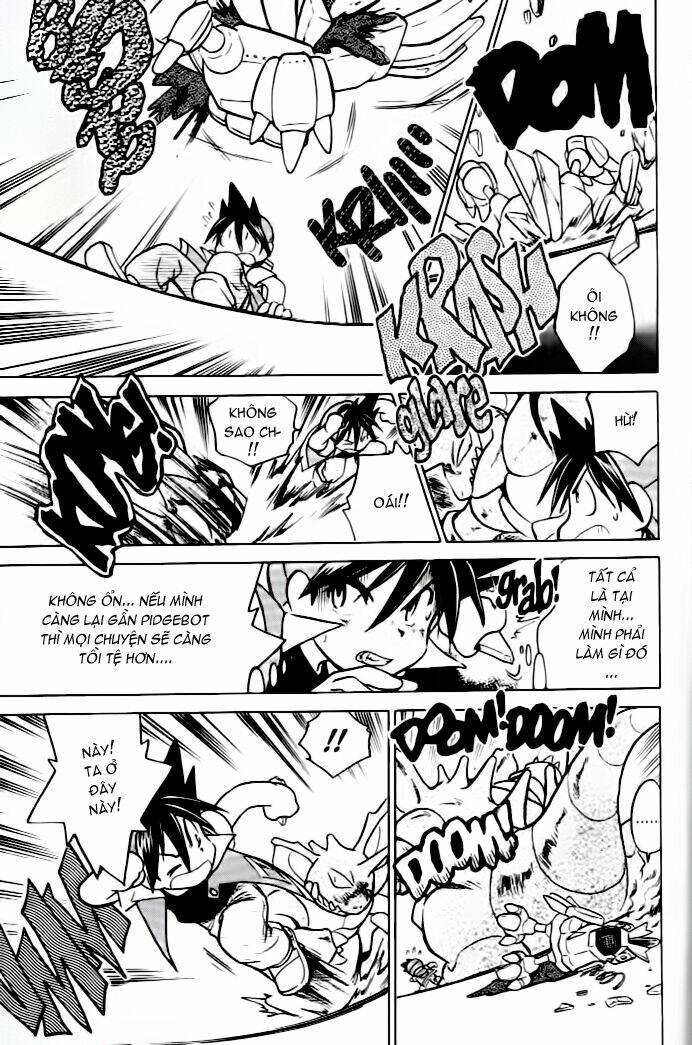 DOM
KRIIII
ÔI
KHÔNG
!!
KRASH
HỪ!
glare
OÁI!!
KHÔNG
SAO CH-
!!
TẤT CẢ
LÀ TẠI
MÌNH...
MÌNH PHẢI
LÀM GÌ ĐÓ
...
grab!
KHÔNG ỔN... NẾU MÌNH
CÀNG LẠI GẦN PIDGEBOT
THÌ MỌI CHUYỆN SẼ CÀNG
TỒI TỆ HƠN....
......
DOOM! DOOM!
DOOM!
!!
NÀY!
TA Ở
ĐÂY
NÀY!